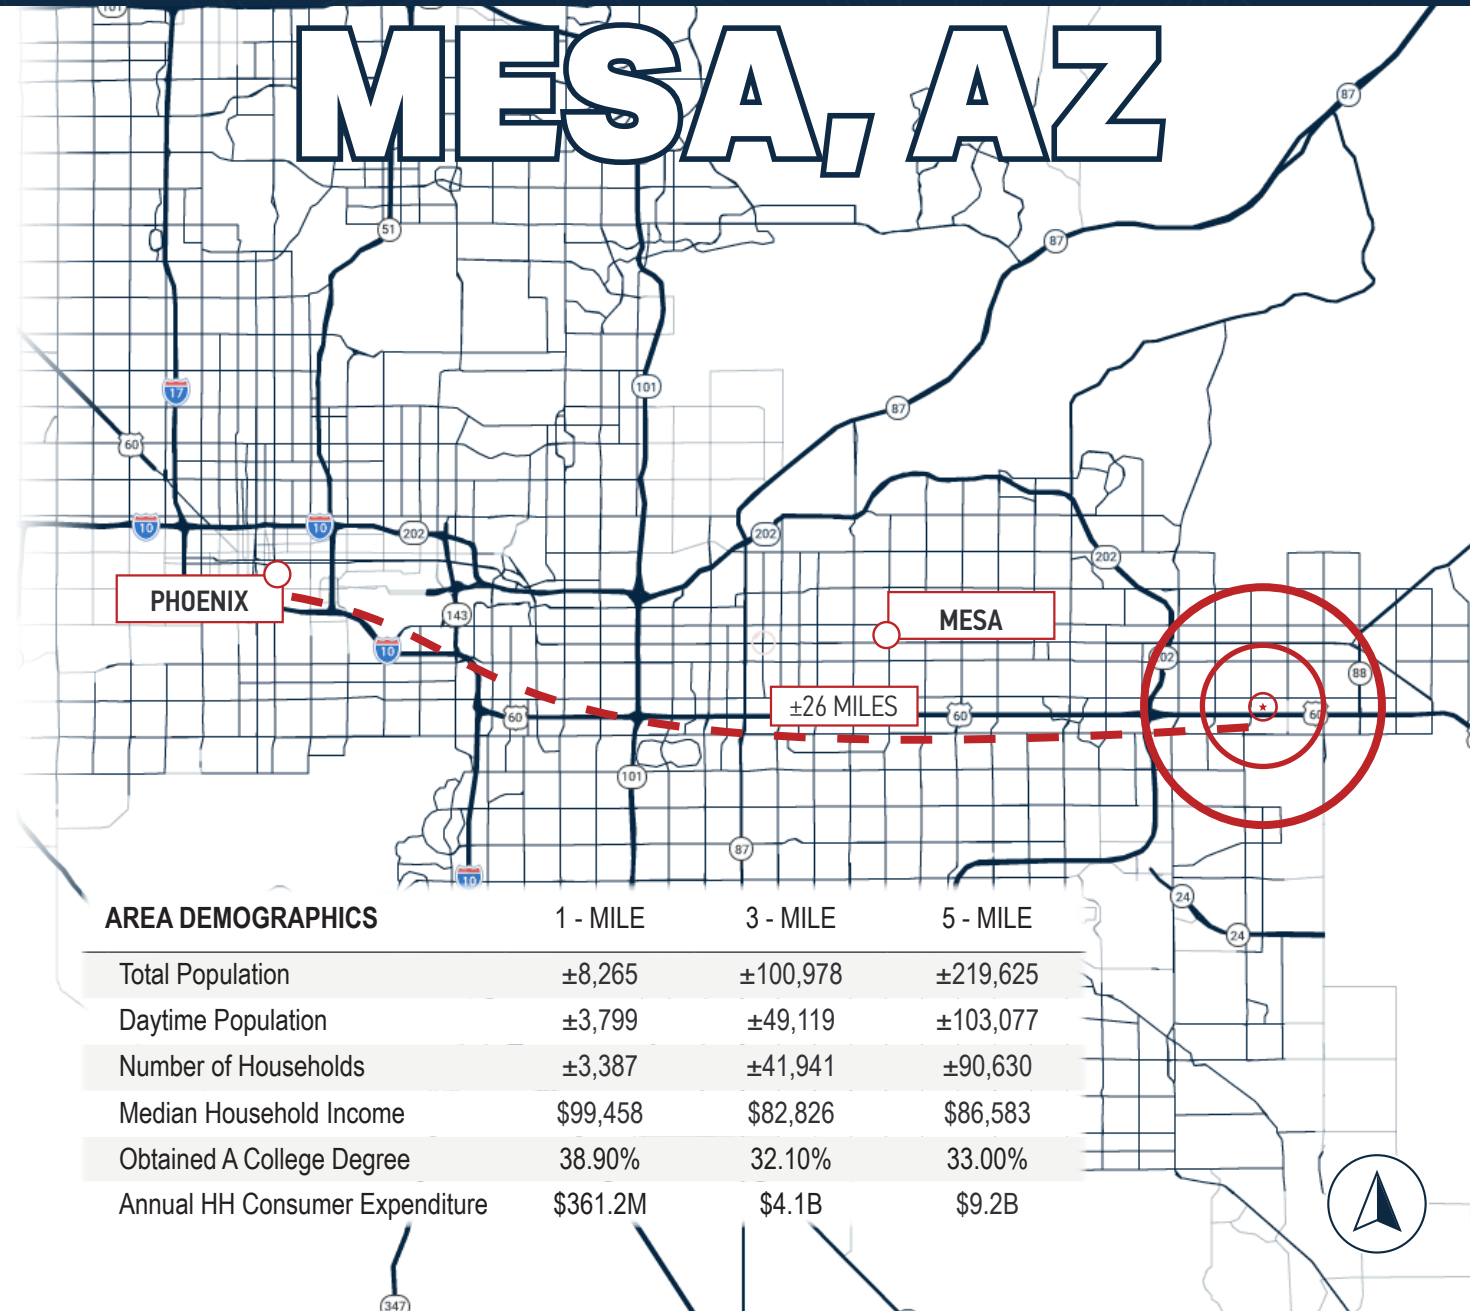 101
MESA, AZ
87
51
87
17
101
87
60
10
10
202
202
202
PHOENIX
143
MESA
10
202
88
±26 MILES
60
60
60
101
87
10
24
24
AREA DEMOGRAPHICS 1 - MILE 3 - MILE 5 - MILE
Total Population ±8,265 ±100,978 ±219,625
Daytime Population ±3,799 ±49,119 ±103,077
Number of Households ±3,387 ±41,941 ±90,630
Median Household Income $99,458 $82,826 $86,583
Obtained A College Degree 38.90% 32.10% 33.00%
Annual HH Consumer Expenditure $361.2M $4.1B $9.2B
347